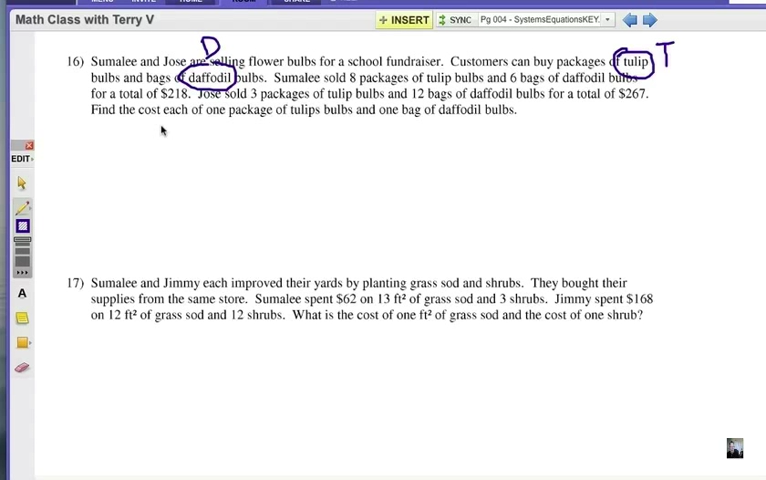 Math Class with Terry V
INSERT
SYNC
Pg 004 - SystemsEquationsKEY
D
T
16) Sumalee and Jose are selling flower bulbs for a school fundraiser. Customers can buy packages of tulip
bulbs and bags of daffodil bulbs. Sumalee sold 8 packages of tulip bulbs and 6 bags of daffodil bulbs
for a total of $218. Jose sold 3 packages of tulip bulbs and 12 bags of daffodil bulbs for a total of $267.
Find the cost each of one package of tulips bulbs and one bag of daffodil bulbs.
EDIT
A
17) Sumalee and Jimmy each improved their yards by planting grass sod and shrubs. They bought their
supplies from the same store. Sumalee spent $62 on 13 ft² of grass sod and 3 shrubs. Jimmy spent $168
on 12 ft² of grass sod and 12 shrubs. What is the cost of one ft² of grass sod and the cost of one shrub?